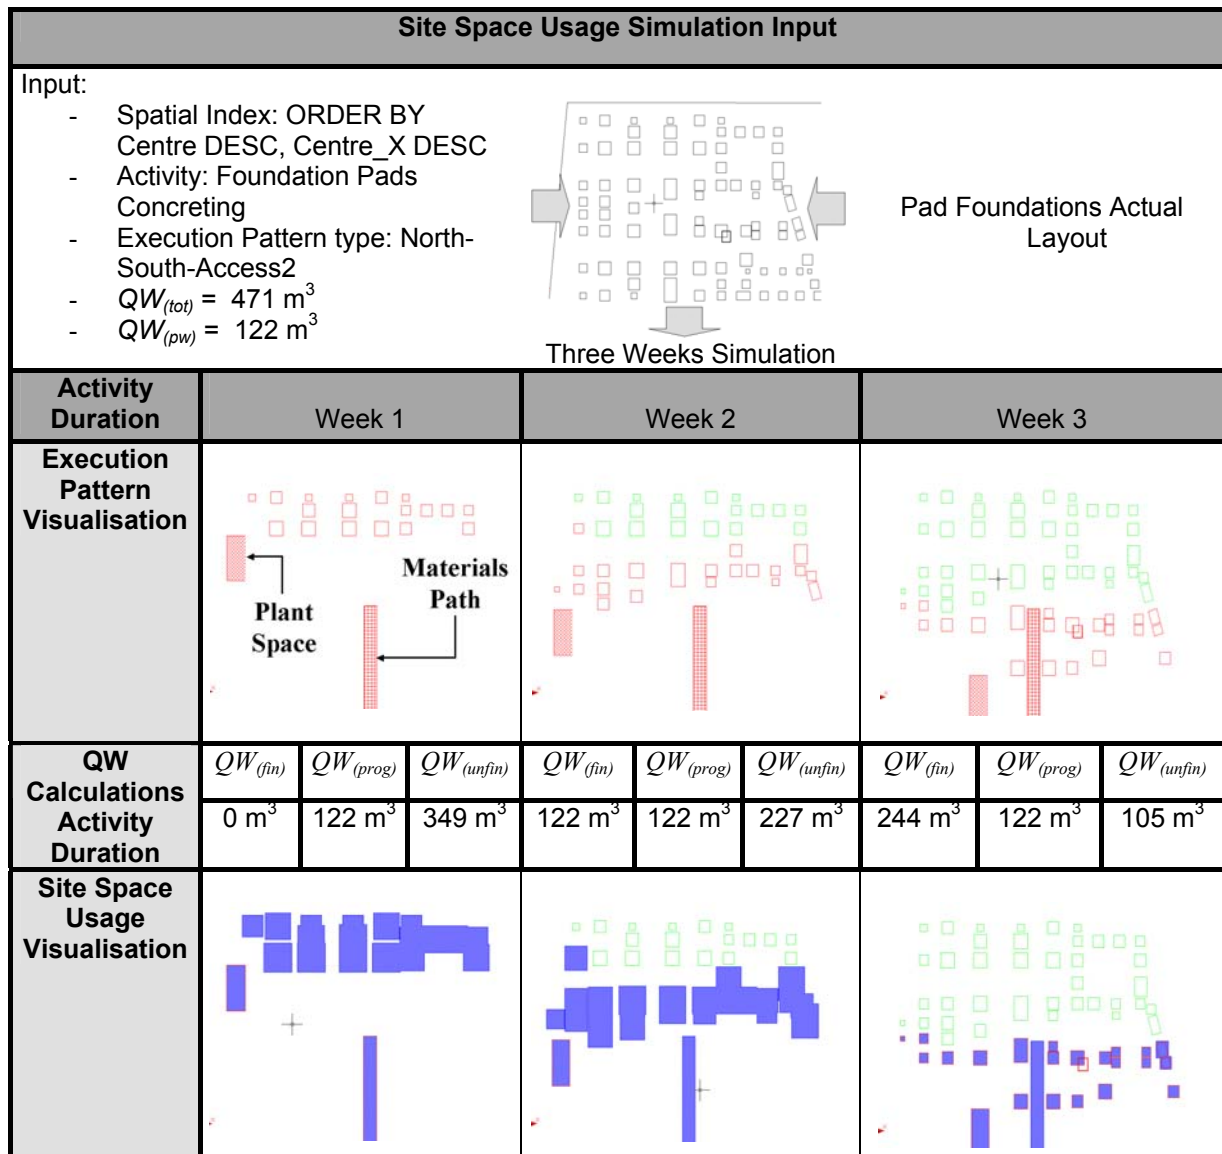 Site Space Usage Simulation Input
Input:
- Spatial Index: ORDER BY
Centre DESC, Centre_X DESC
- Activity: Foundation Pads
Concreting
- Execution Pattern type: North-
South-Access2
- QW(tot) = 471 m³
- QW(pw) = 122 m³
Pad Foundations Actual
Layout
Three Weeks Simulation
Activity
Duration
Week 1
Week 2
Week 3
Execution
Pattern
Visualisation
Plant
Space
Materials
Path
QW
Calculations
Activity
Duration
QW(fin) QW(prog) QW(unfin) QW(fin) QW(prog) QW(unfin) QW(fin) QW(prog) QW(unfin)
0 m³ 122 m³ 349 m³ 122 m³ 122 m³ 227 m³ 244 m³ 122 m³ 105 m³
Site Space
Usage
Visualisation